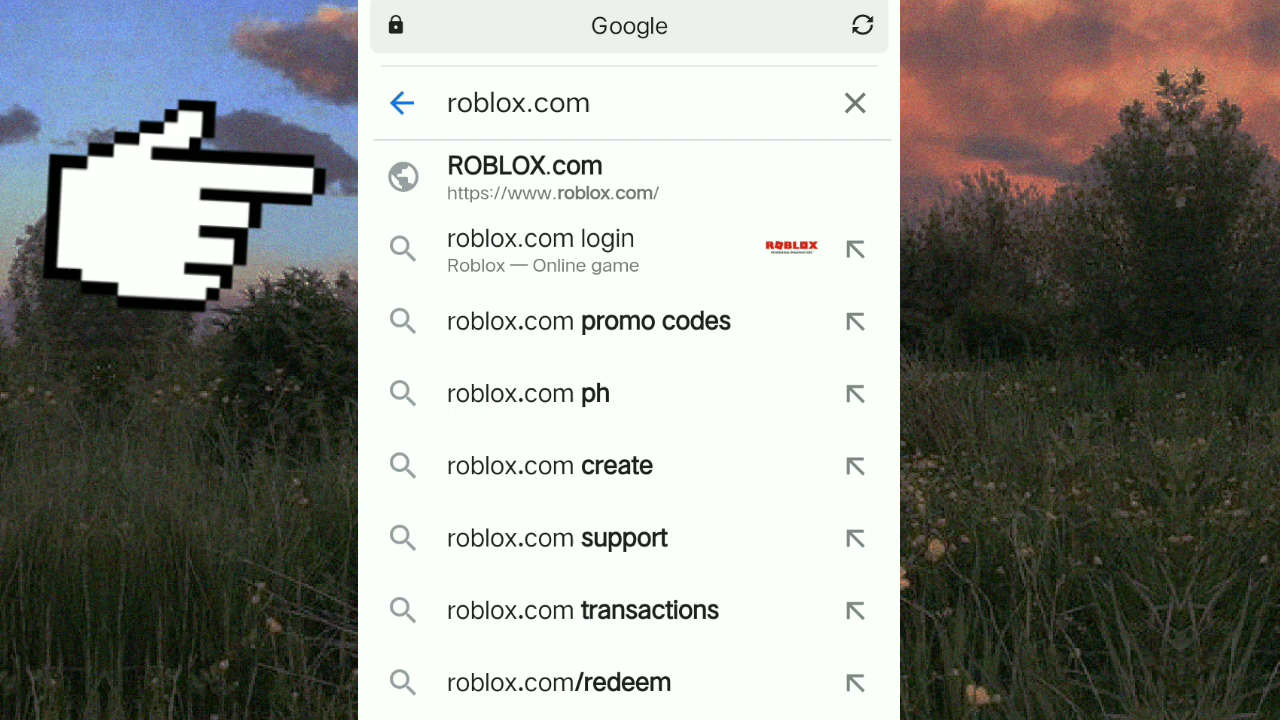 Google
roblox.com
ROBLOX.com
https://www.roblox.com/
roblox.com login
Roblox — Online game
ROBLOX
roblox.com promo codes
roblox.com ph
roblox.com create
roblox.com support
roblox.com transactions
roblox.com/redeem